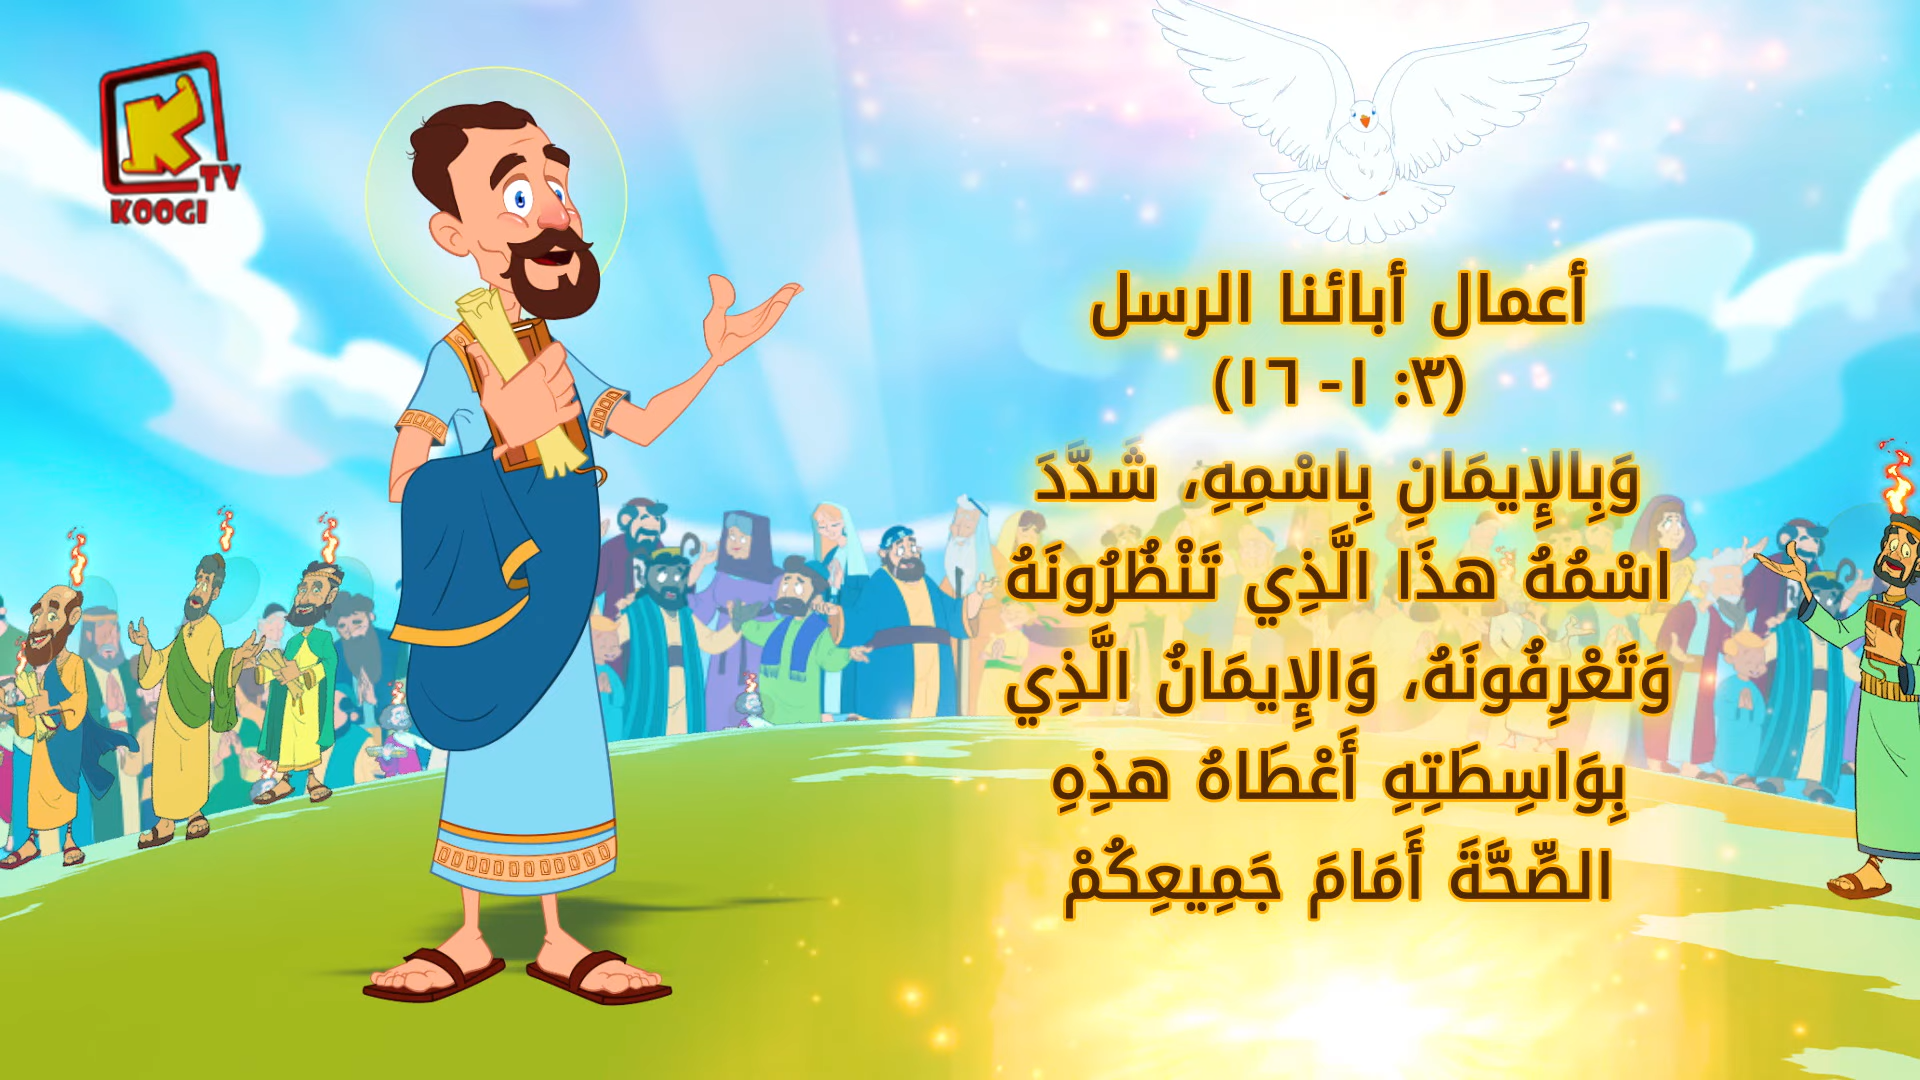 K
TV
KOOGI
أعمال أبائنا الرسل
(٣: ١- ١٦)
وَبِالإِيمَانِ بِاسْمِهِ، شَدَّدَ
اسْمُهُ هذَا الَّذِي تَنْظُرُونَهُ
وَتَعْرِفُونَهُ، وَالإِيمَانُ الَّذِي
بِوَاسِطَتِهِ أَعْطَاهُ هذِهِ
الصِّحَّةَ أَمَامَ جَمِيعِكُمْ